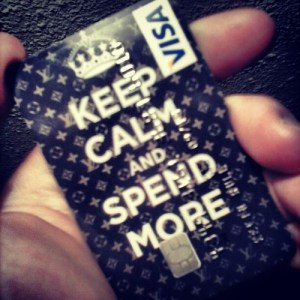 VISA
KEEP
CALM
AND
SPEND
MORE